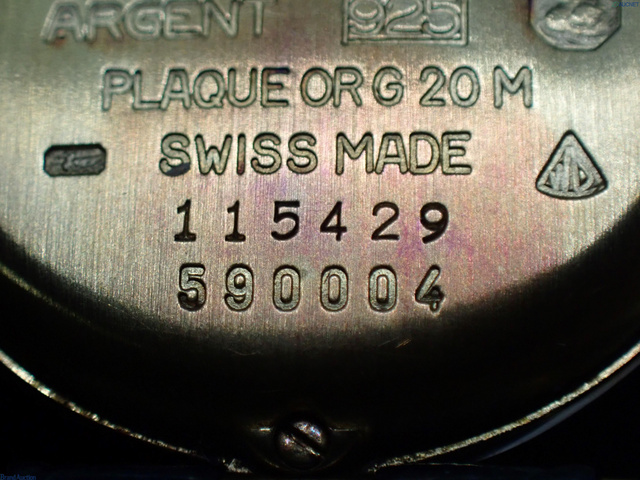 ARGENT 925
PLAQUE OR G 20 M
SWISS MADE
115429
590004